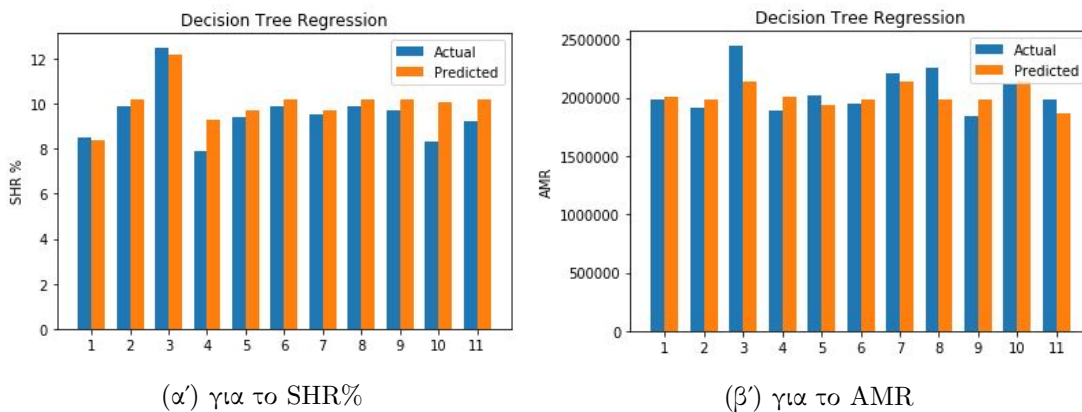 Decision Tree Regression
Actual
Predicted
SHR %
12
10
8
6
4
2
0
1 2 3 4 5 6 7 8 9 10 11
(α′) για το SHR%
Decision Tree Regression
Actual
Predicted
AMR
2500000
2000000
1500000
1000000
500000
0
1 2 3 4 5 6 7 8 9 10 11
(β′) για το AMR